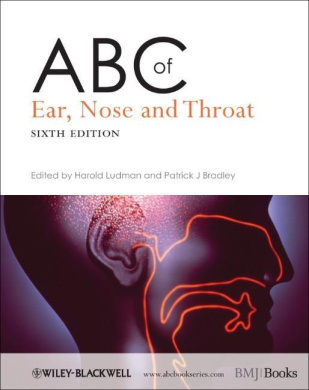 ABC of
Ear, Nose and Throat
SIXTH EDITION
Edited by Harold Ludman and Patrick J Bradley
WILEY-BLACKWELL www.abcbookseries.com BMJ|Books